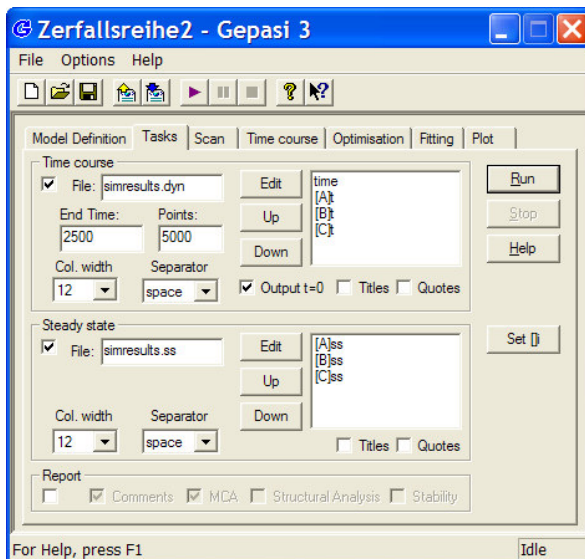 Zerfallsreihe2 - Gepasi 3
File Options Help
Model Definition Tasks Scan Time course Optimisation Fitting Plot
Time course
File: simresults.dyn
End Time: Points:
2500 5000
Col. width Separator
12 space
Edit
Up
Down
time
[A]t
[B]t
[C]t
Output t=0 Titles Quotes
Run
Stop
Help
Steady state
File: simresults.ss
Col. width Separator
12 space
Edit
Up
Down
[A]ss
[B]ss
[C]ss
Titles Quotes
Set []i
Report
Comments MCA Structural Analysis Stability
For Help, press F1
Idle